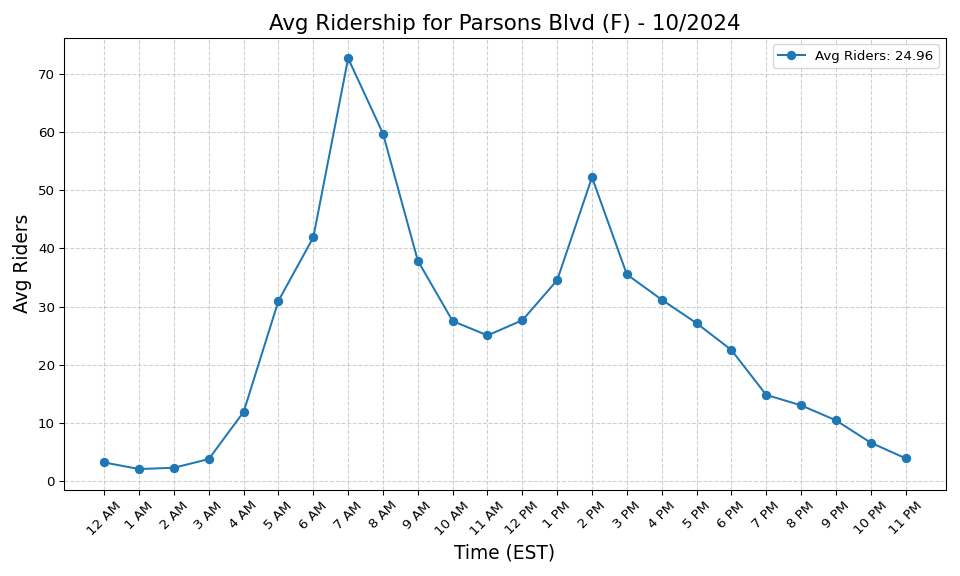 Avg Ridership for Parsons Blvd (F) - 10/2024
Avg Riders: 24.96
Avg Riders
70
60
50
40
30
20
10
0
12 AM
1 AM
2 AM
3 AM
4 AM
5 AM
6 AM
7 AM
8 AM
9 AM
10 AM
11 AM
12 PM
1 PM
2 PM
3 PM
4 PM
5 PM
6 PM
7 PM
8 PM
9 PM
10 PM
11 PM
Time (EST)